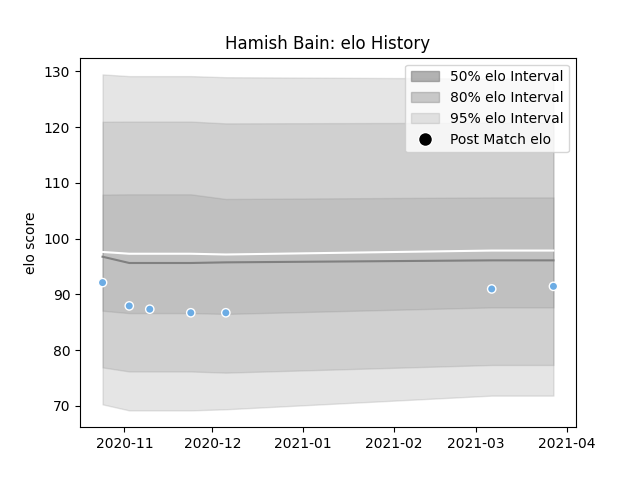 Hamish Bain: elo History
130
120
110
100
90
80
70
elo score
50% elo Interval
80% elo Interval
95% elo Interval
Post Match elo
2020-11
2020-12
2021-01
2021-02
2021-03
2021-04